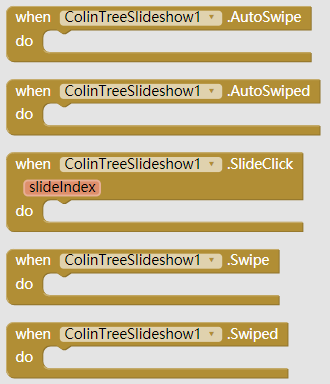 when ColinTreeSlideshow1 .AutoSwipe
do
when ColinTreeSlideshow1 .AutoSwiped
do
when ColinTreeSlideshow1 .SlideClick
slideIndex
do
when ColinTreeSlideshow1 .Swipe
do
when ColinTreeSlideshow1 .Swiped
do